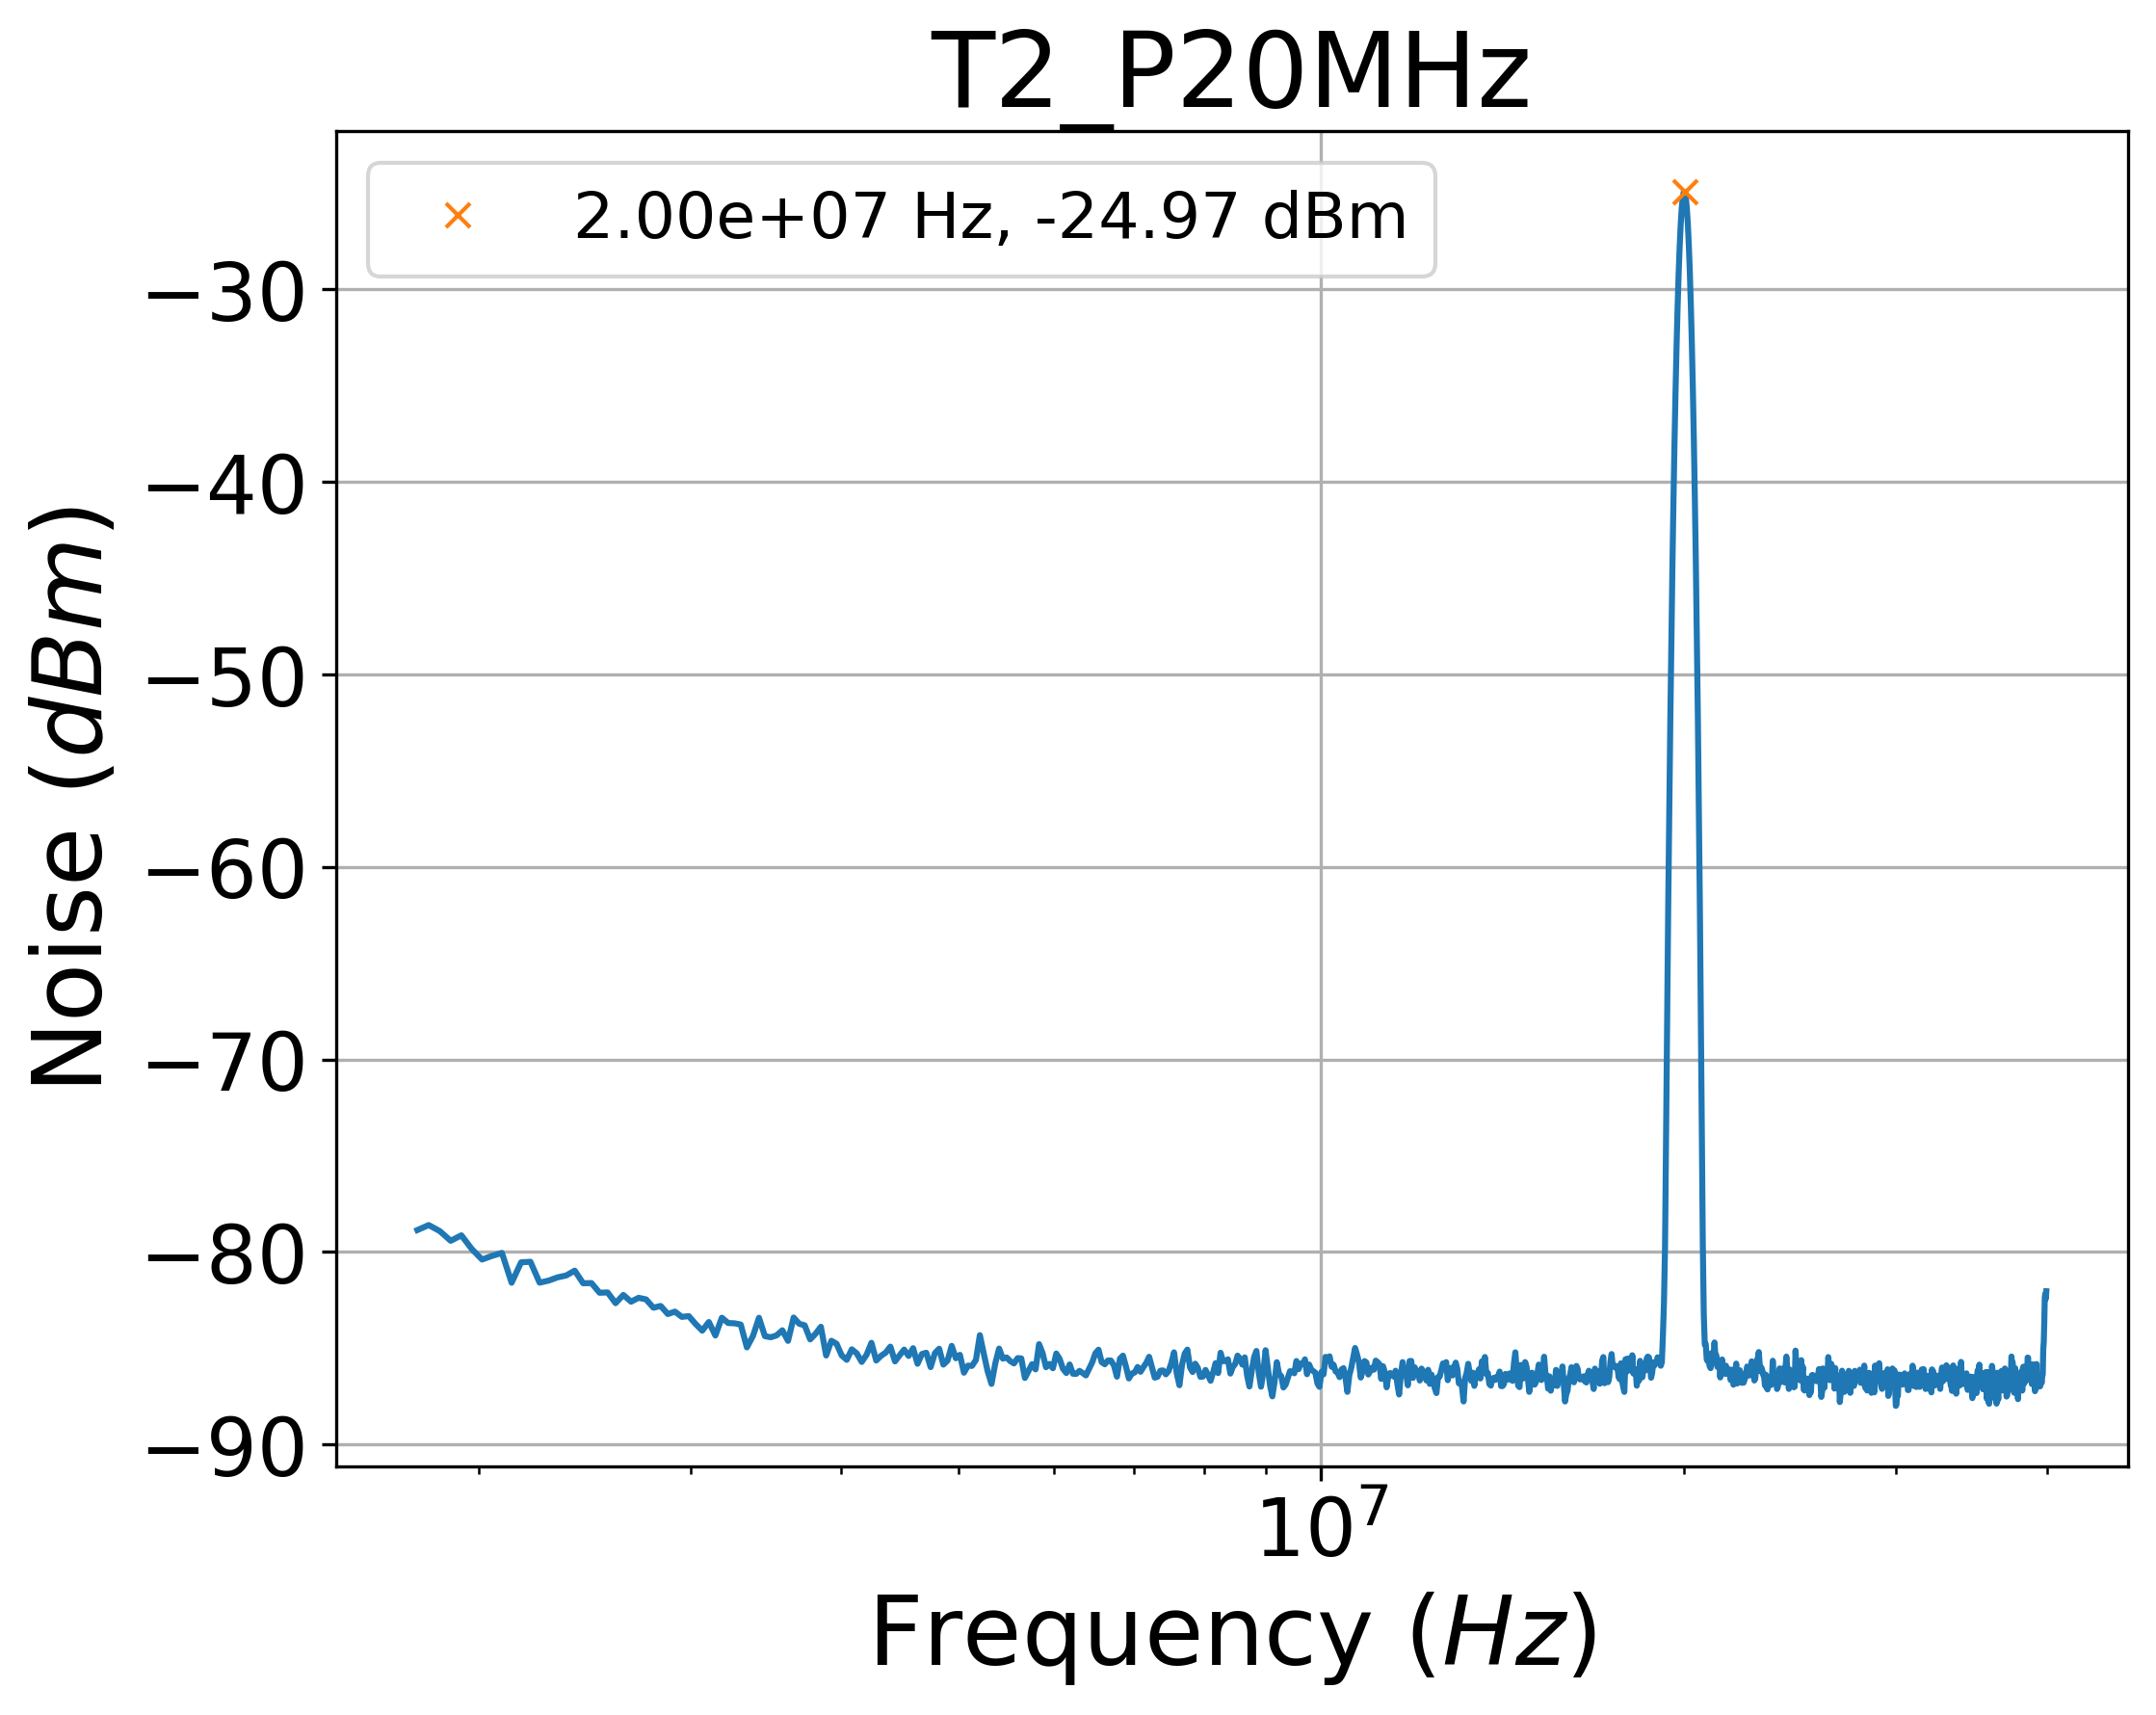 T2_P20MHz
2.00e+07 Hz, -24.97 dBm
−30
−40
−50
−60
−70
−80
−90
Noise (dBm)
10⁷
Frequency (Hz)